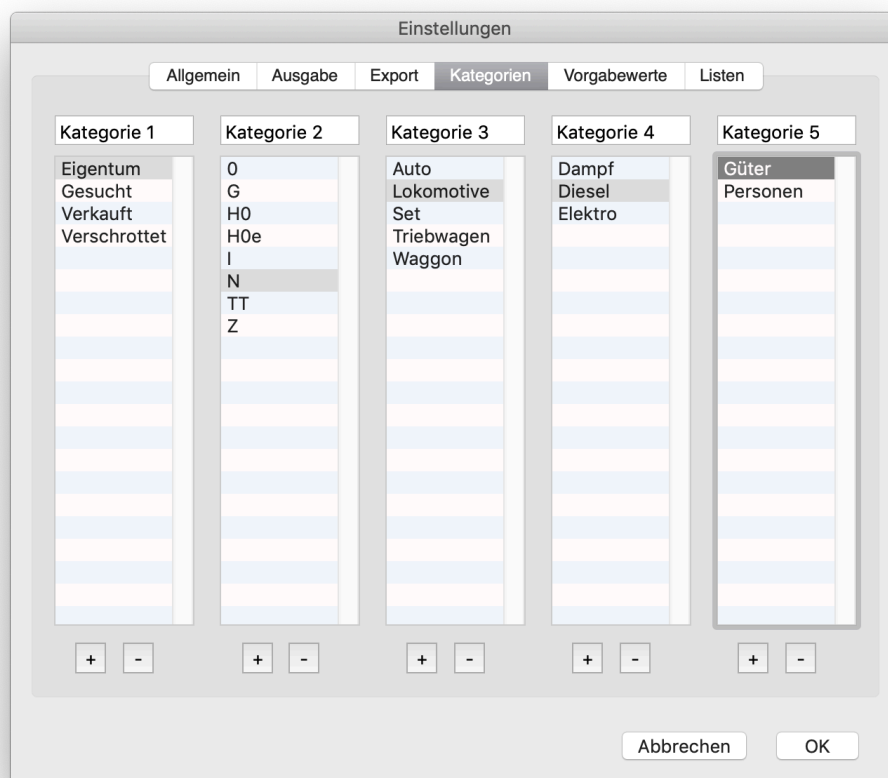 Einstellungen
Allgemein Ausgabe Export Kategorien Vorgabewerte Listen
Kategorie 1
Eigentum
Gesucht
Verkauft
Verschrottet
+ -
Kategorie 2
0
G
H0
H0e
I
N
TT
Z
+ -
Kategorie 3
Auto
Lokomotive
Set
Triebwagen
Waggon
+ -
Kategorie 4
Dampf
Diesel
Elektro
+ -
Kategorie 5
Güter
Personen
+ -
Abbrechen OK